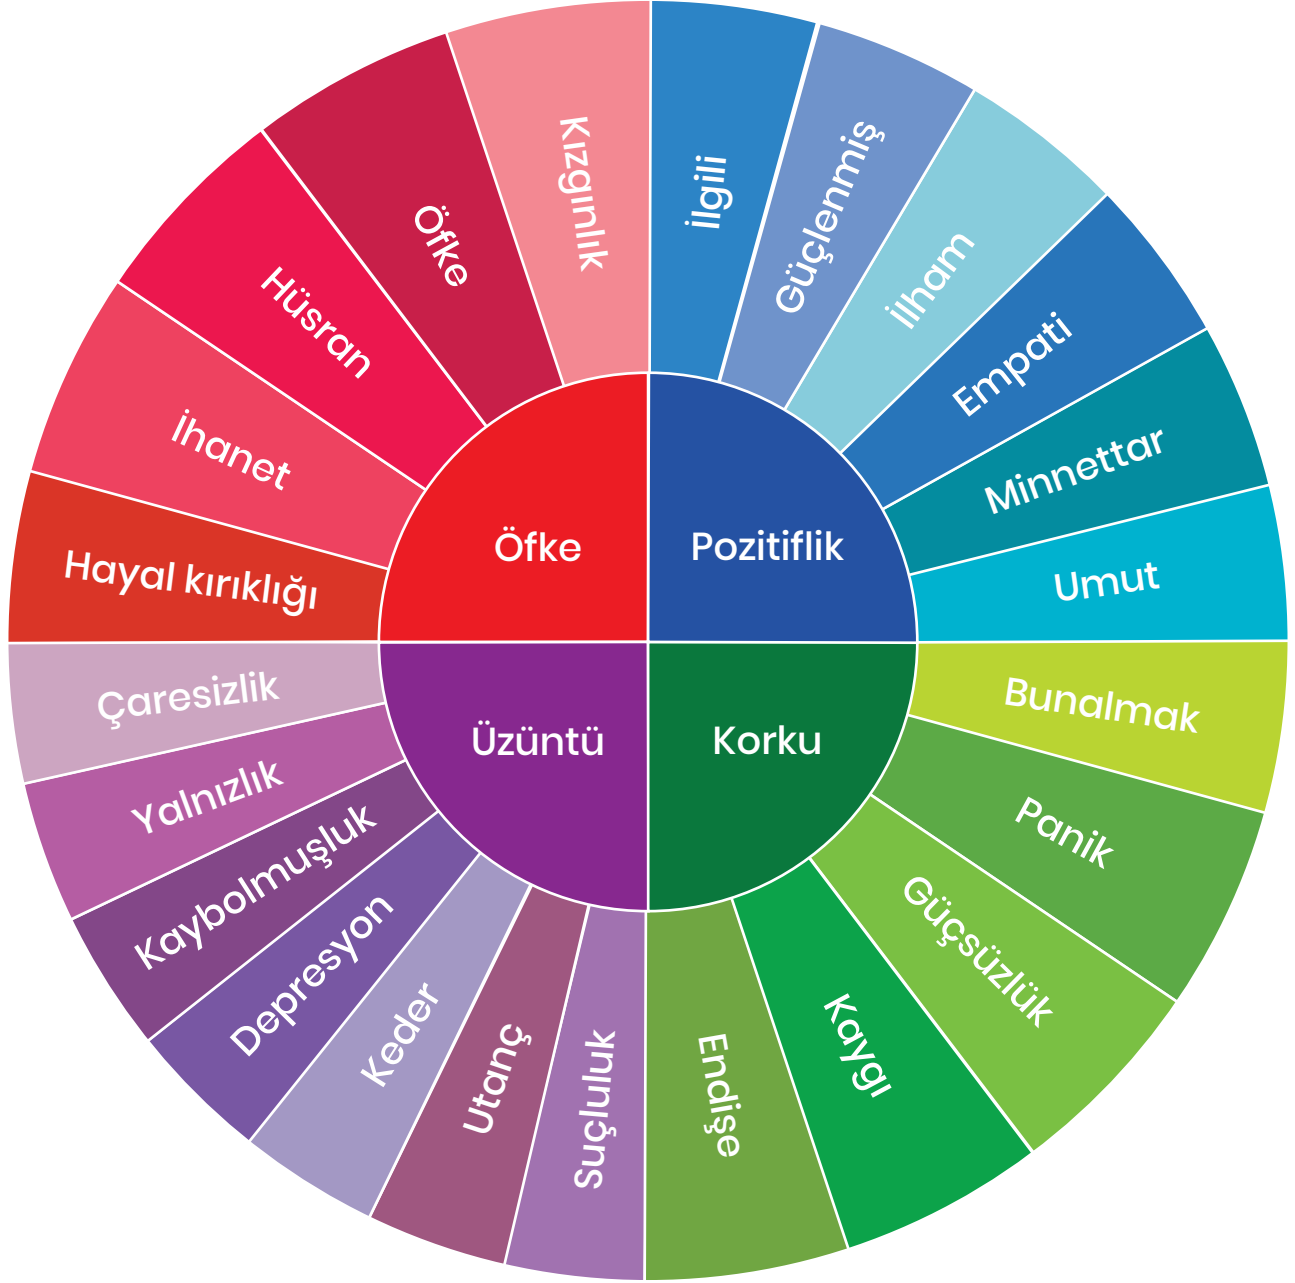 Öfke
Pozitiflik
Üzüntü
Korku
İlgili
Güçlenmiş
İlham
Empati
Minnettar
Umut
Bunalmak
Panik
Güçsüzlük
Kaygı
Endişe
Suçluluk
Utanç
Keder
Depresyon
Kaybolmuşluk
Yalnızlık
Çaresizlik
Hayal kırıklığı
İhanet
Hüsran
Öfke
Kızgınlık